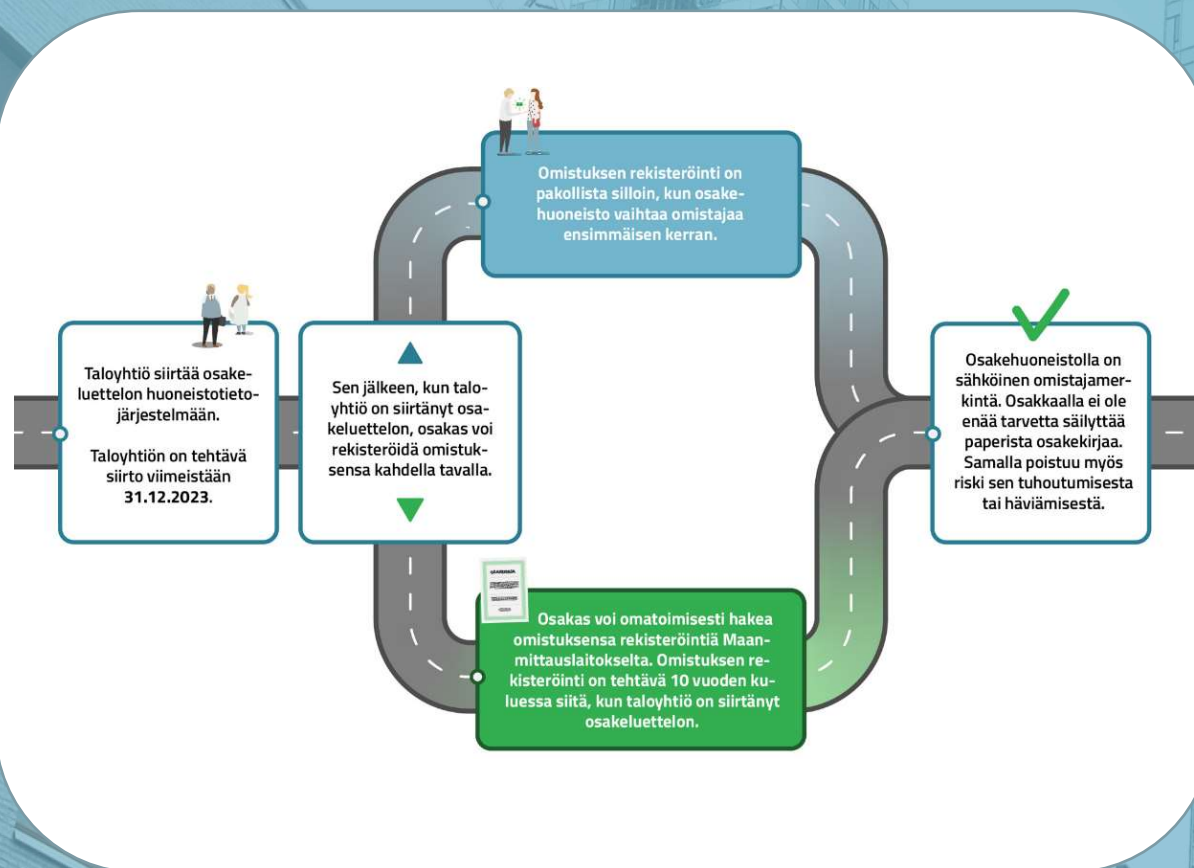 Taloyhtiö siirtää osake-
luettelon huoneistotieto-
järjestelmään.
Taloyhtiön on tehtävä
siirto viimeistään
31.12.2023.
Sen jälkeen, kun talo-
yhtiö on siirtänyt osa-
keluettelon, osakas voi
rekisteröidä omistuk-
sensa kahdella tavalla.
Omistuksen rekisteröinti on
pakollista silloin, kun osake-
huoneisto vaihtaa omistajaa
ensimmäisen kerran.
Osakas voi omatoimisesti hakea
omistuksensa rekisteröintiä Maan-
mittauslaitokselta. Omistuksen re-
kisteröinti on tehtävä 10 vuoden ku-
luessa siitä, kun taloyhtiö on siirtänyt
osakeluettelon.
Osakehuoneistolla on
sähköinen omistajamer-
kintä. Osakkaalla ei ole
enää tarvetta säilyttää
paperista osakekirjaa.
Samalla poistuu myös
riski sen tuhoutumisesta
tai häviämisestä.